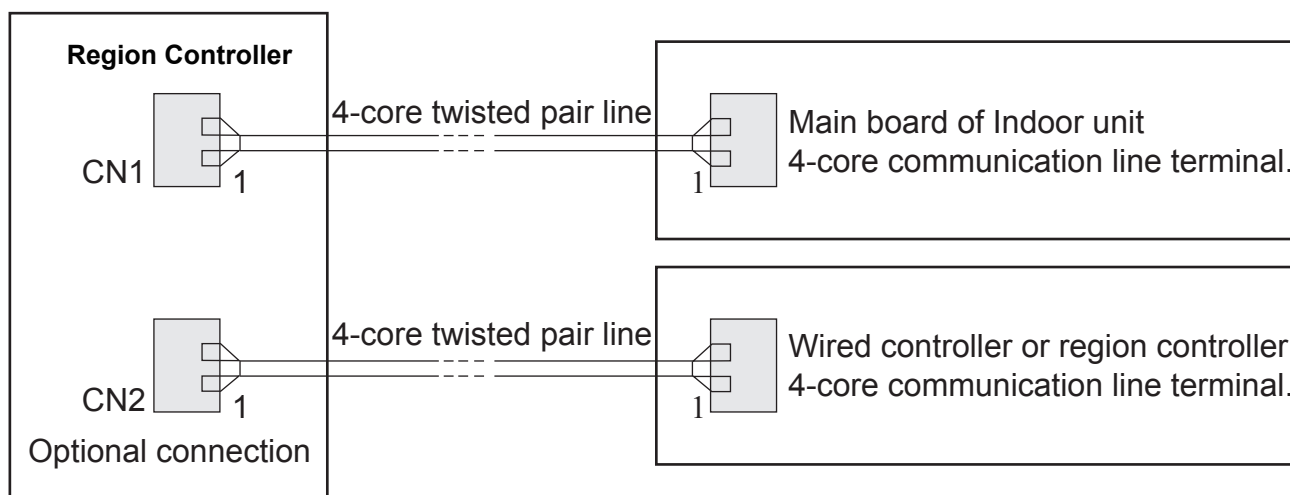 Region Controller
4-core twisted pair line
CN1
1
1
Main board of Indoor unit
4-core communication line terminal.
4-core twisted pair line
CN2
1
1
Wired controller or region controller
4-core communication line terminal.
Optional connection